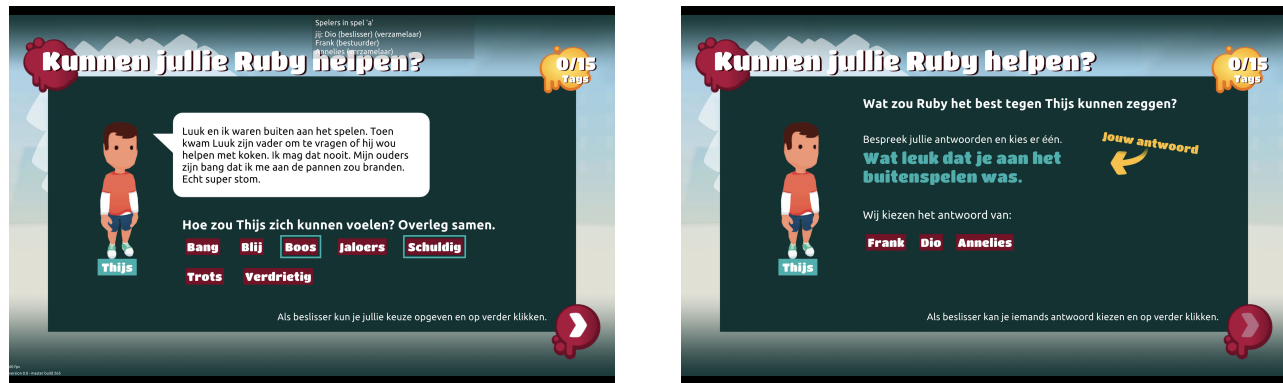 Spelers in spel 'a'
jij: Dio (beslisser) (verzamelaar)
Frank (bestuurder)
Annelies (verzamelaar)
Kunnen jullie Ruby helpen?
0/15
Tags
Luuk en ik waren buiten aan het spelen. Toen
kwam Luuk zijn vader om te vragen of hij wou
helpen met koken. Ik mag dat nooit. Mijn ouders
zijn bang dat ik me aan de pannen zou branden.
Echt super stom.
Hoe zou Thijs zich kunnen voelen? Overleg samen.
Bang Blij Boos Jaloers Schuldig
Trots Verdrietig
Thijs
Als beslisser kun je jullie keuze opgeven en op verder klikken.
Kunnen jullie Ruby helpen?
0/15
Tags
Wat zou Ruby het best tegen Thijs kunnen zeggen?
Bespreek jullie antwoorden en kies er één.
Jouw antwoord
Wat leuk dat je aan het
buitenspelen was.
Wij kiezen het antwoord van:
Frank Dio Annelies
Thijs
Als beslisser kan je iemands antwoord kiezen en op verder klikken.